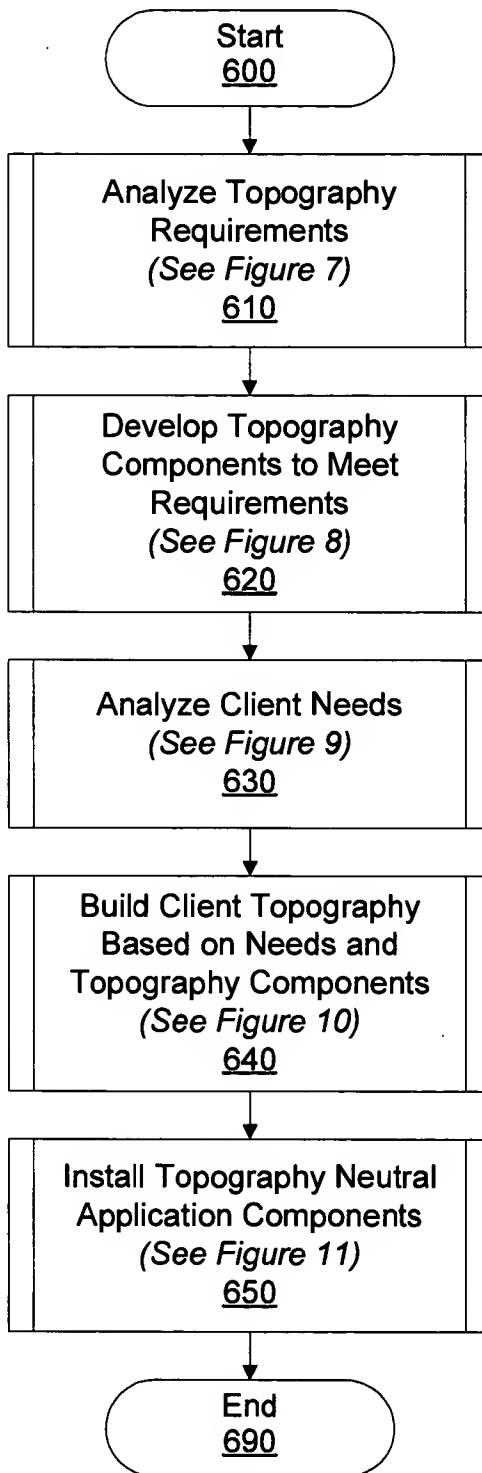 Start
600
Analyze Topography
Requirements
(See Figure 7)
610
Develop Topography
Components to Meet
Requirements
(See Figure 8)
620
Analyze Client Needs
(See Figure 9)
630
Build Client Topography
Based on Needs and
Topography Components
(See Figure 10)
640
Install Topography Neutral
Application Components
(See Figure 11)
650
End
690